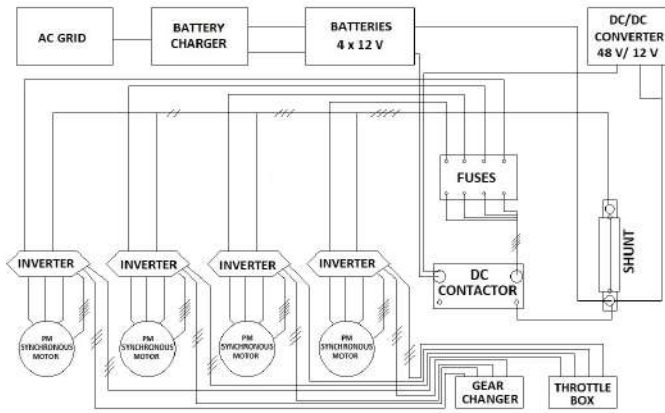 AC GRID
BATTERY
CHARGER
BATTERIES
4 x 12 V
DC/DC
CONVERTER
48 V/ 12 V
FUSES
SHUNT
INVERTER
INVERTER
INVERTER
INVERTER
DC
CONTACTOR
PM
SYNCHRONOUS
MOTOR
PM
SYNCHRONOUS
MOTOR
PM
SYNCHRONOUS
MOTOR
PM
SYNCHRONOUS
MOTOR
GEAR
CHANGER
THROTTLE
BOX